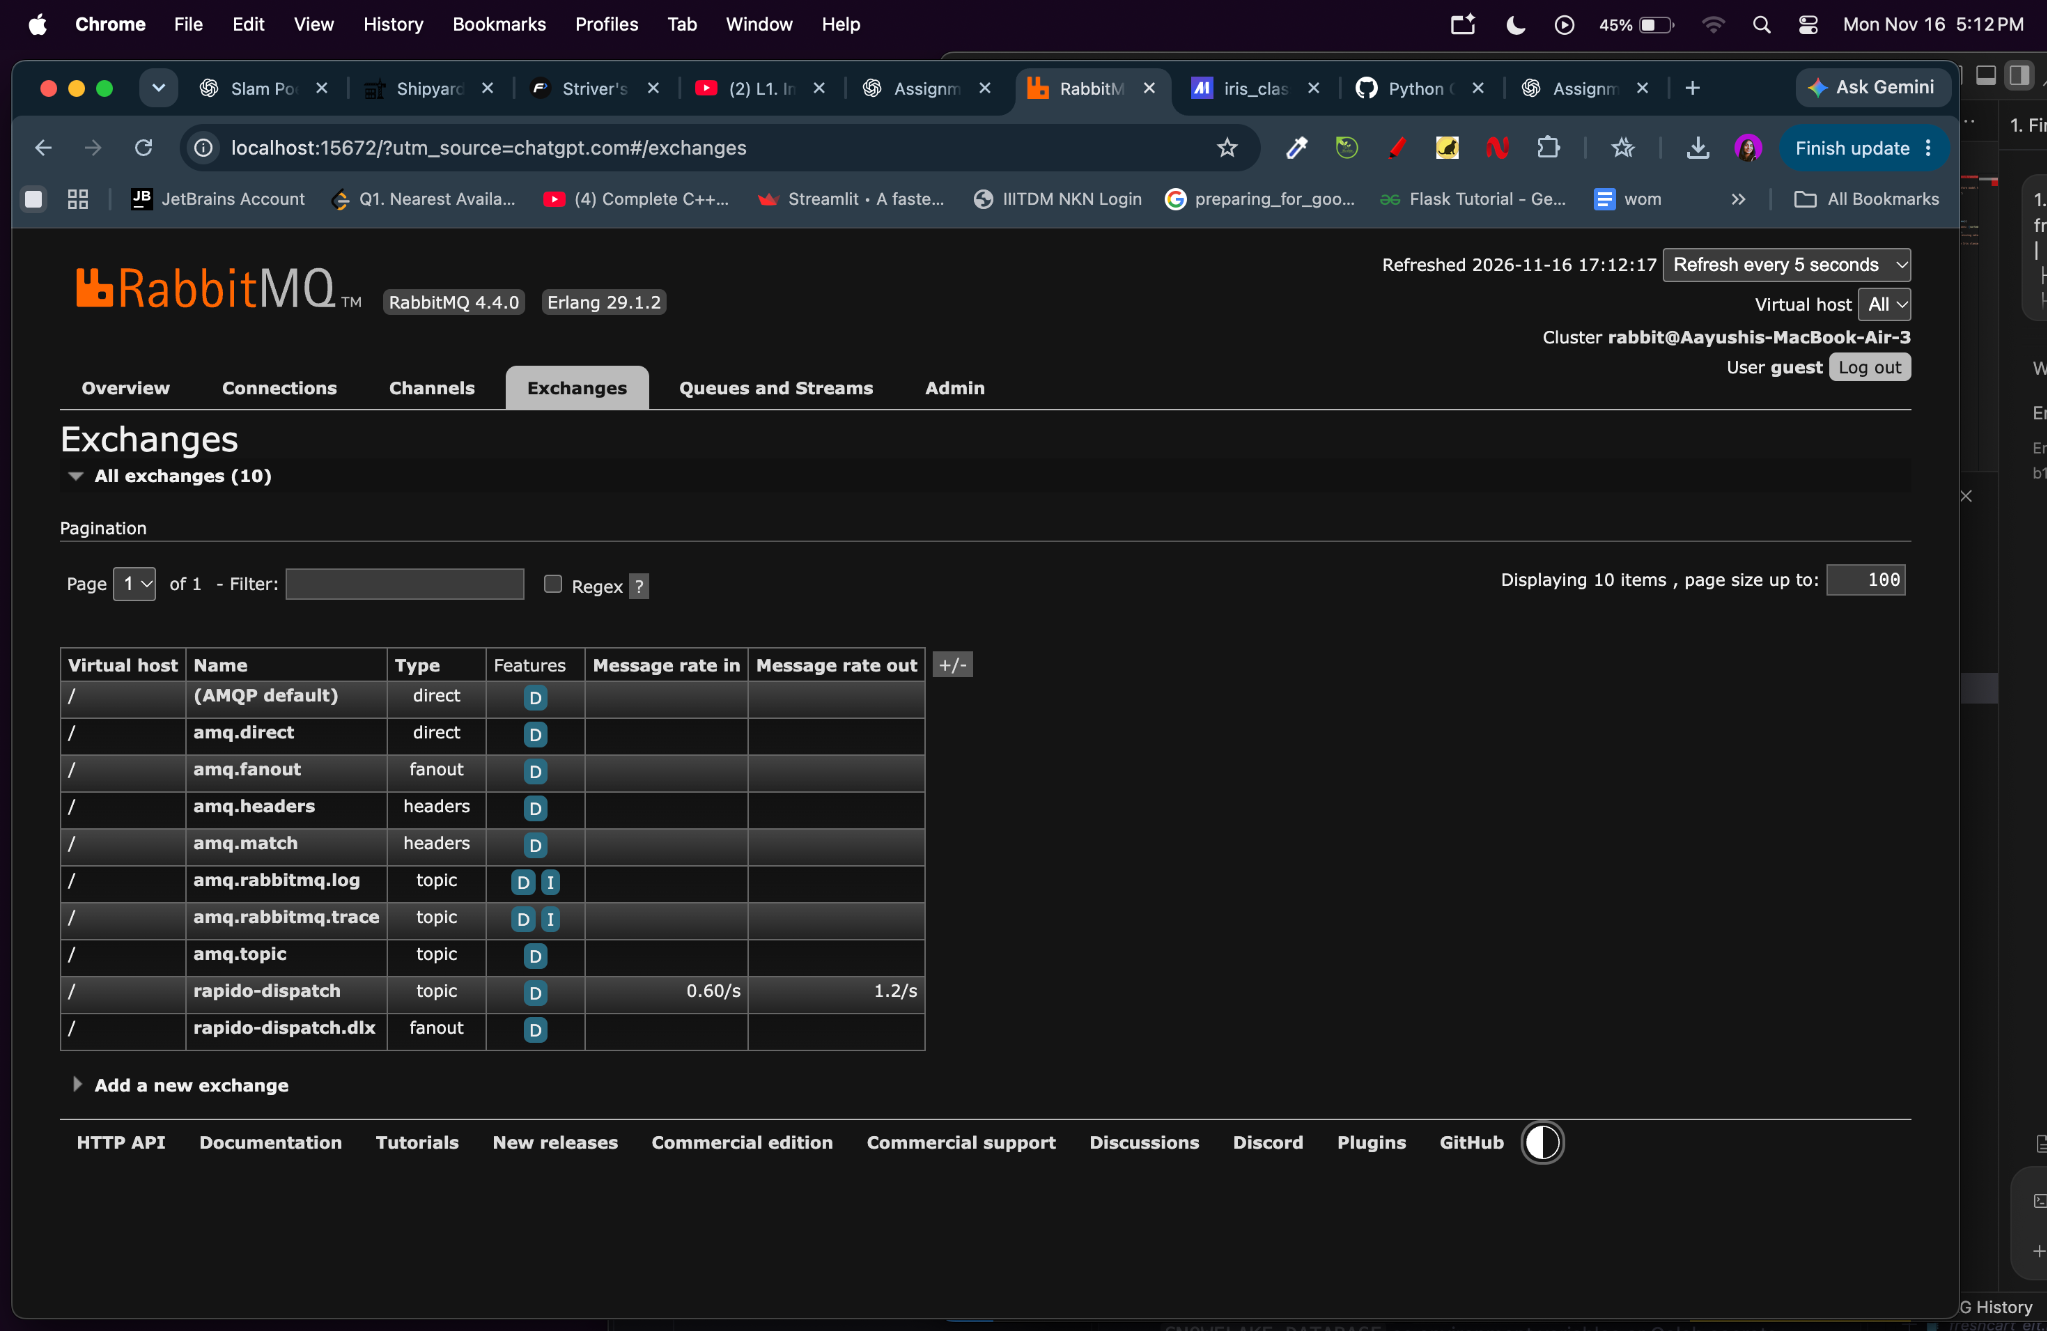 Chrome File Edit View History Bookmarks Profiles Tab Window Help 45% Mon Nov 16 5:12 PM
Slam Po Shipyard Striver's (2) L1. In Assignm RabbitM iris_clas Python Assignm Ask Gemini
localhost:15672/?utm_source=chatgpt.com#/exchanges Finish update
JB JetBrains Account Q1. Nearest Availa... (4) Complete C++... Streamlit • A faste... IIITDM NKN Login preparing_for_goo... Flask Tutorial - Ge... wom All Bookmarks
RabbitMQ TM RabbitMQ 4.4.0 Erlang 29.1.2
Refreshed 2026-11-16 17:12:17 Refresh every 5 seconds
Virtual host All
Cluster rabbit@Aayushis-MacBook-Air-3
User guest Log out
Overview Connections Channels Exchanges Queues and Streams Admin
Exchanges
All exchanges (10)
Pagination
Page 1 of 1 - Filter: Regex ? Displaying 10 items , page size up to: 100
Virtual host Name Type Features Message rate in Message rate out +/-
/ (AMQP default) direct D
/ amq.direct direct D
/ amq.fanout fanout D
/ amq.headers headers D
/ amq.match headers D
/ amq.rabbitmq.log topic D I
/ amq.rabbitmq.trace topic D I
/ amq.topic topic D
/ rapido-dispatch topic D 0.60/s 1.2/s
/ rapido-dispatch.dlx fanout D
Add a new exchange
HTTP API Documentation Tutorials New releases Commercial edition Commercial support Discussions Discord Plugins GitHub
1. Fi
1.
fr
b1
G History